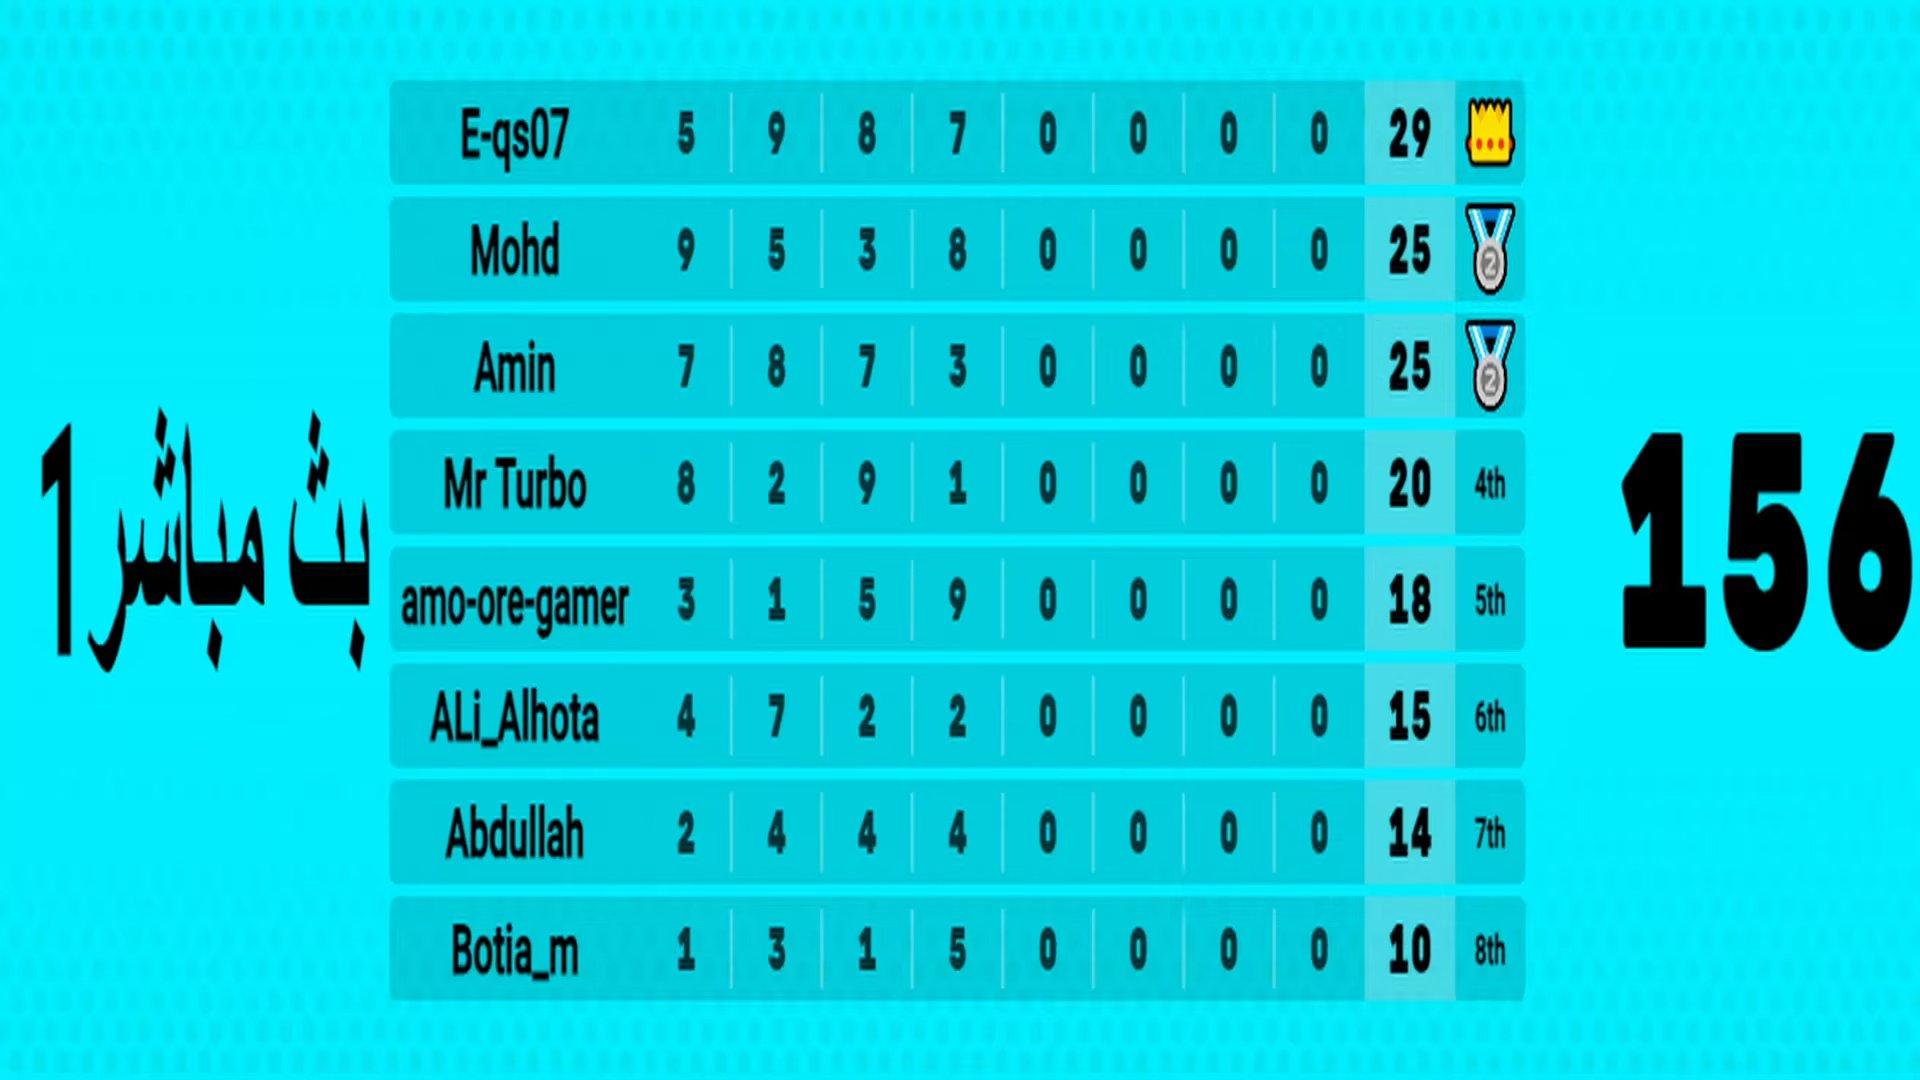 بث مباشر 1
E-qs07 5 9 8 7 0 0 0 0 29
Mohd 9 5 3 8 0 0 0 0 25 2
Amin 7 8 7 3 0 0 0 0 25 2
Mr Turbo 8 2 9 1 0 0 0 0 20 4th
amo-ore-gamer 3 1 5 9 0 0 0 0 18 5th
ALi_Alhota 4 7 2 2 0 0 0 0 15 6th
Abdullah 2 4 4 4 0 0 0 0 14 7th
Botia_m 1 3 1 5 0 0 0 0 10 8th
156